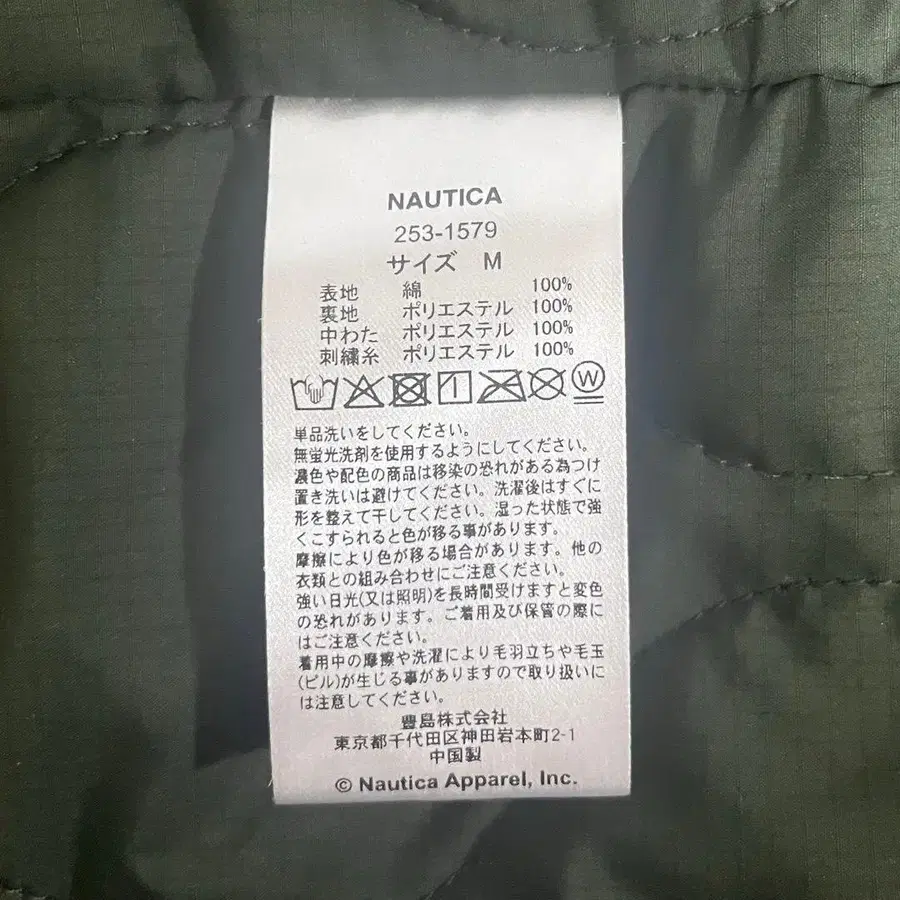 NAUTICA
253-1579
サイズ M
表地 綿 100%
裏地 ポリエステル 100%
中わた ポリエステル 100%
刺繍糸 ポリエステル 100%
W
単品洗いをしてください。
無蛍光洗剤を使用するようにしてください。
濃色や配色の商品は移染の恐れがある為つけ
置き洗いは避けてください。洗濯後はすぐに
形を整えて干してください。湿った状態で強
くこすられると色が移る事があります。
摩擦により色が移る場合があります。他の
衣類との組み合わせにご注意ください。
強い日光(又は照明)を長時間受けますと変色
の恐れがあります。ご着用及び保管の際に
はご注意ください。
着用中の摩擦や洗濯により毛羽立ちや毛玉
(ピル)が生じる事がありますので取り扱いに
は注意してください。
豊島株式会社
東京都千代田区神田岩本町2-1
中国製
© Nautica Apparel, Inc.